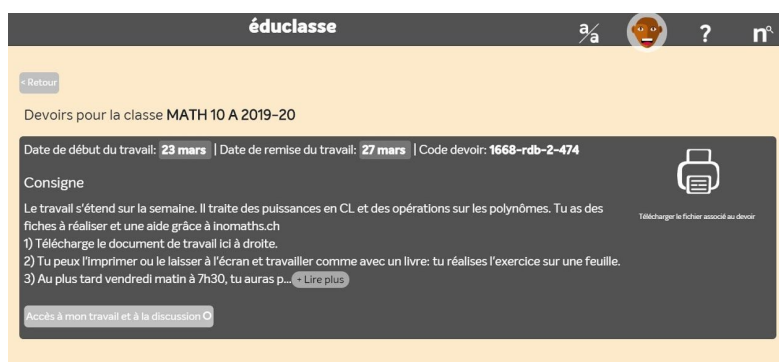 éduclasse
a/a ? n°
< Retour
Devoirs pour la classe MATH 10 A 2019-20
Date de début du travail: 23 mars | Date de remise du travail: 27 mars | Code devoir: 1668-rdb-2-474
Consigne
Le travail s'étend sur la semaine. Il traite des puissances en CL et des opérations sur les polynômes. Tu as des
fiches à réaliser et une aide grâce à inomaths.ch
1) Télécharge le document de travail ici à droite.
2) Tu peux l'imprimer ou le laisser à l'écran et travailler comme avec un livre: tu réalises l'exercice sur une feuille.
3) Au plus tard vendredi matin à 7h30, tu auras p... + Lire plus
Télécharger le fichier associé au devoir
Accès à mon travail et à la discussion